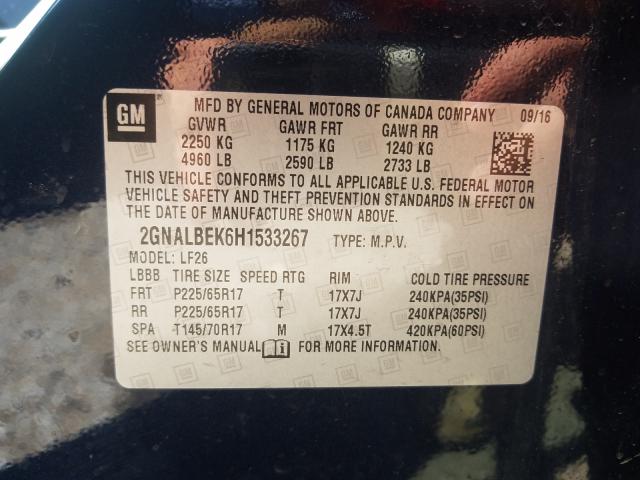 GM MFD BY GENERAL MOTORS OF CANADA COMPANY 09/16
GVWR GAWR FRT GAWR RR
2250 KG 1175 KG 1240 KG
4960 LB 2590 LB 2733 LB
THIS VEHICLE CONFORMS TO ALL APPLICABLE U.S. FEDERAL MOTOR
VEHICLE SAFETY AND THEFT PREVENTION STANDARDS IN EFFECT ON
THE DATE OF MANUFACTURE SHOWN ABOVE.
2GNALBEK6H1533267 TYPE: M.P.V.
MODEL: LF26
LBBB TIRE SIZE SPEED RTG RIM COLD TIRE PRESSURE
FRT P225/65R17 T 17X7J 240KPA(35PSI)
RR P225/65R17 T 17X7J 240KPA(35PSI)
SPA T145/70R17 M 17X4.5T 420KPA(60PSI)
SEE OWNER'S MANUAL FOR MORE INFORMATION.